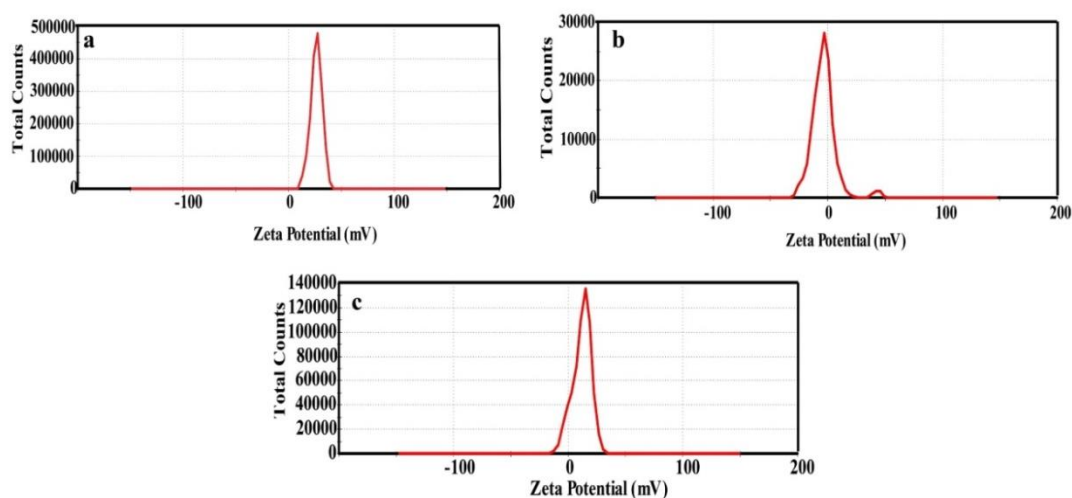 a
Total Counts
500000
400000
300000
200000
100000
0
-100 0 100 200
Zeta Potential (mV)
b
Total Counts
30000
20000
10000
0
-100 0 100 200
Zeta Potential (mV)
c
Total Counts
140000
120000
100000
80000
60000
40000
20000
0
-100 0 100 200
Zeta Potential (mV)